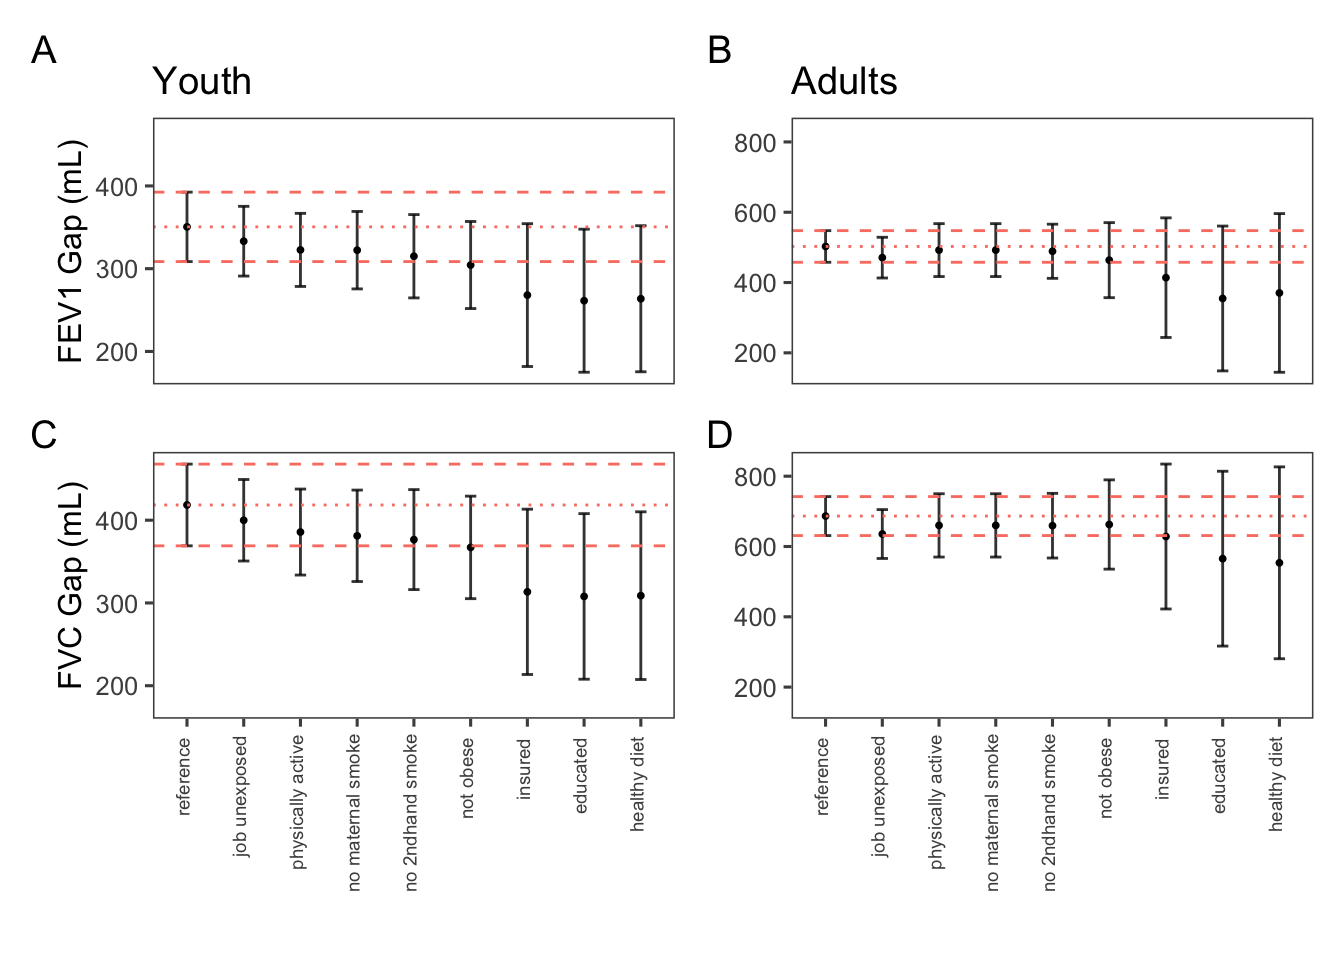 A
Youth
FEV1 Gap (mL)
400
300
200
B
Adults
800
600
400
200
C
FVC Gap (mL)
400
300
200
reference
job unexposed
physically active
no maternal smoke
no 2ndhand smoke
not obese
insured
educated
healthy diet
D
800
600
400
200
reference
job unexposed
physically active
no maternal smoke
no 2ndhand smoke
not obese
insured
educated
healthy diet